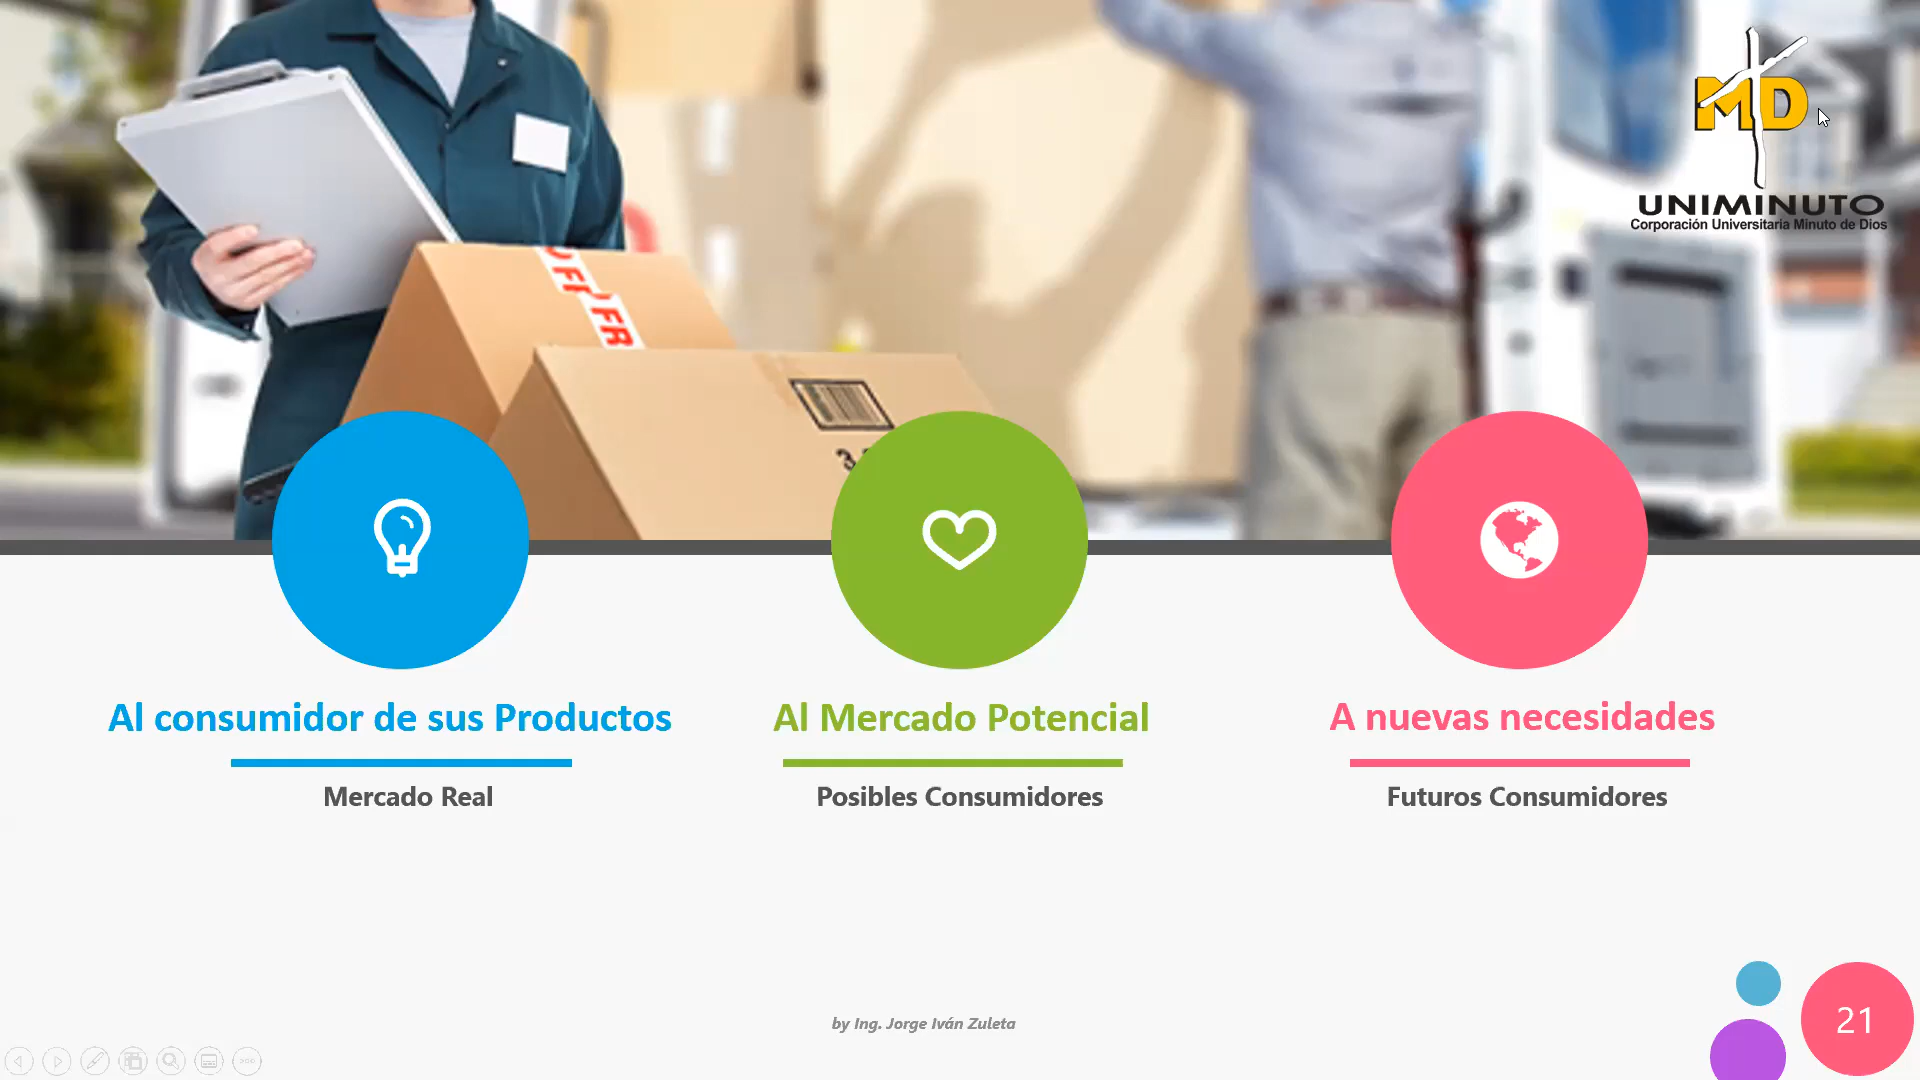 MD
UNIMINUTO
Corporación Universitaria Minuto de Dios
Al consumidor de sus Productos
Al Mercado Potencial
A nuevas necesidades
Mercado Real
Posibles Consumidores
Futuros Consumidores
by Ing. Jorge Iván Zuleta
21